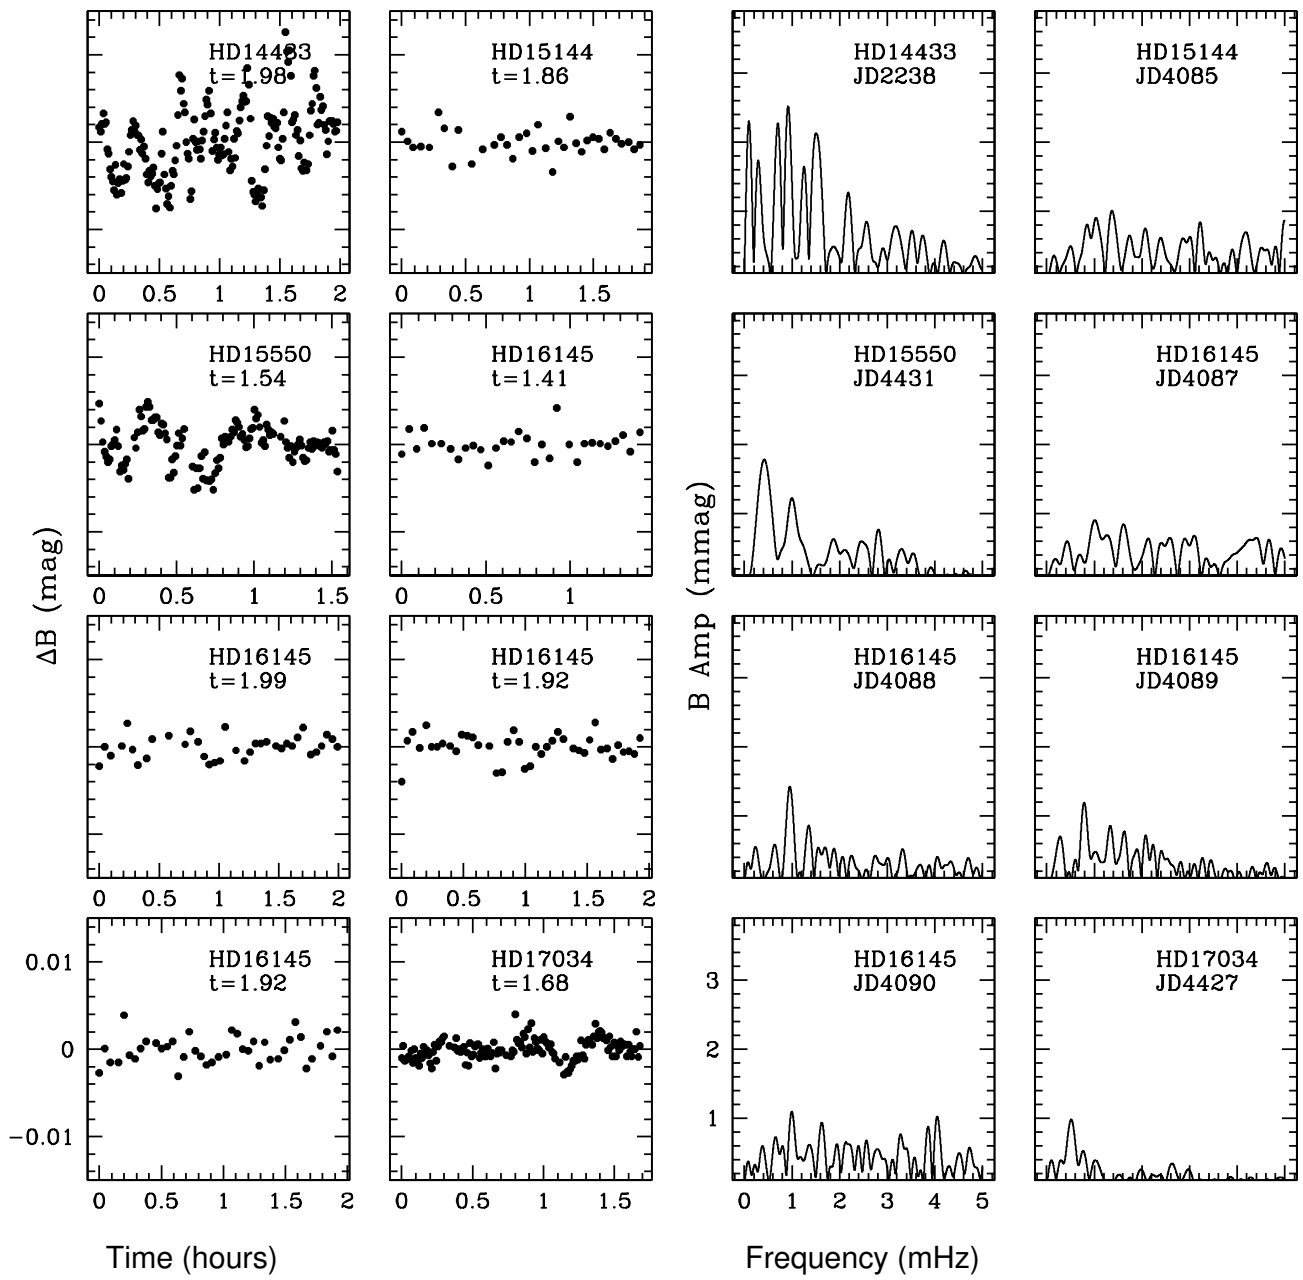 HD14433
t=1.98
HD15144
t=1.86
HD14433
JD2238
HD15144
JD4085
0 0.5 1 1.5 2
0 0.5 1 1.5
HD15550
t=1.54
HD16145
t=1.41
HD15550
JD4431
HD16145
JD4087
0 0.5 1 1.5
0 0.5 1
ΔB (mag)
B Amp (mmag)
HD16145
t=1.99
HD16145
t=1.92
HD16145
JD4088
HD16145
JD4089
0 0.5 1 1.5 2
0 0.5 1 1.5 2
HD16145
t=1.92
HD17034
t=1.68
HD16145
JD4090
HD17034
JD4427
0.01
0
−0.01
3
2
1
0 0.5 1 1.5 2
0 0.5 1 1.5
0 1 2 3 4 5
Time (hours)
Frequency (mHz)